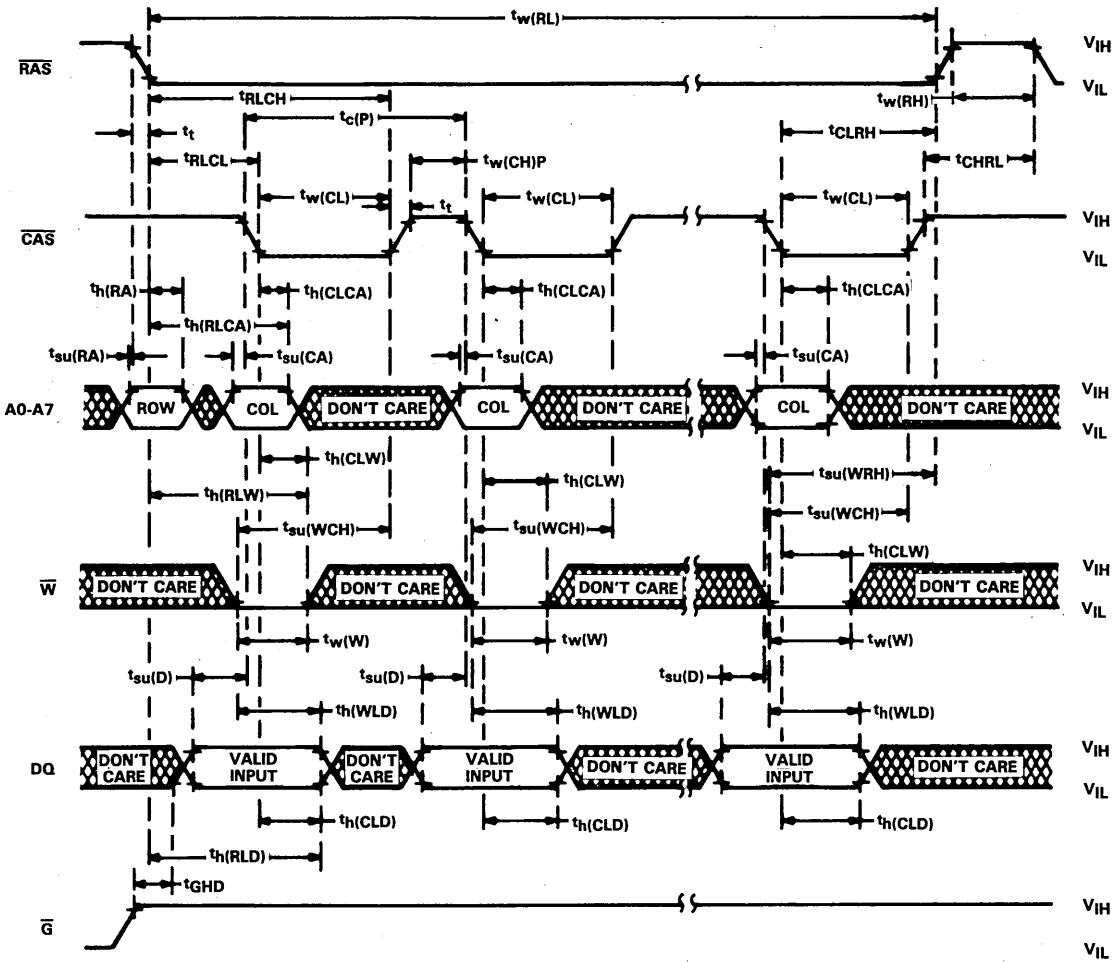 tw(RL)
RAS
VIH
VIL
tRLCH
tw(RH)
tc(P)
tt
tCLRH
tRLCL
tw(CH)P
tCHRL
tw(CL)
tt
tw(CL)
tw(CL)
CAS
VIH
VIL
th(RA)
th(CLCA)
th(CLCA)
th(CLCA)
th(RLCA)
tsu(RA)
tsu(CA)
tsu(CA)
tsu(CA)
A0-A7
ROW
COL
DON'T CARE
COL
DON'T CARE
COL
DON'T CARE
VIH
VIL
th(CLW)
th(CLW)
tsu(WRH)
th(RLW)
tsu(WCH)
tsu(WCH)
tsu(WCH)
th(CLW)
W
DON'T CARE
DON'T CARE
DON'T CARE
DON'T CARE
VIH
VIL
tw(W)
tw(W)
tw(W)
tsu(D)
tsu(D)
tsu(D)
th(WLD)
th(WLD)
th(WLD)
DQ
DON'T
CARE
VALID
INPUT
DON'T
CARE
VALID
INPUT
DON'T CARE
VALID
INPUT
DON'T CARE
VIH
VIL
th(CLD)
th(CLD)
th(CLD)
th(RLD)
tGHD
G
VIH
VIL